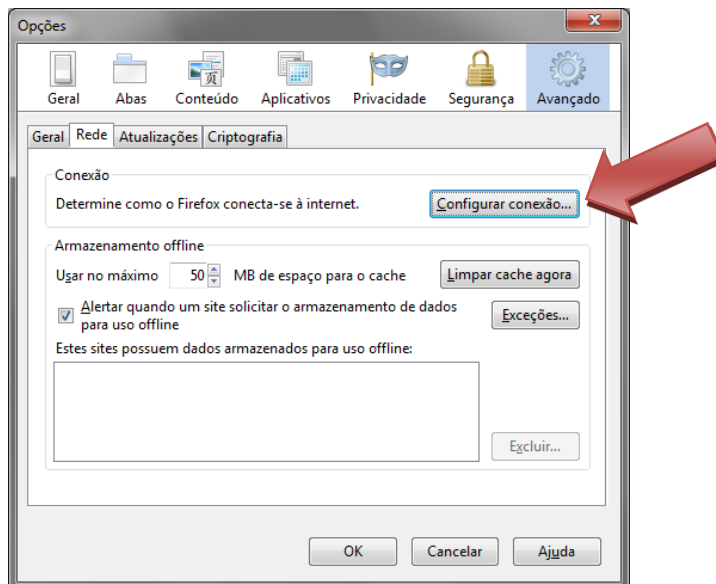 Opções
x
Geral Abas Conteúdo Aplicativos Privacidade Segurança Avançado
Geral Rede Atualizações Criptografia
Conexão
Determine como o Firefox conecta-se à internet. Configurar conexão...
Armazenamento offline
Usar no máximo 50 MB de espaço para o cache Limpar cache agora
Alertar quando um site solicitar o armazenamento de dados
para uso offline Exceções...
Estes sites possuem dados armazenados para uso offline:
Excluir...
OK Cancelar Ajuda